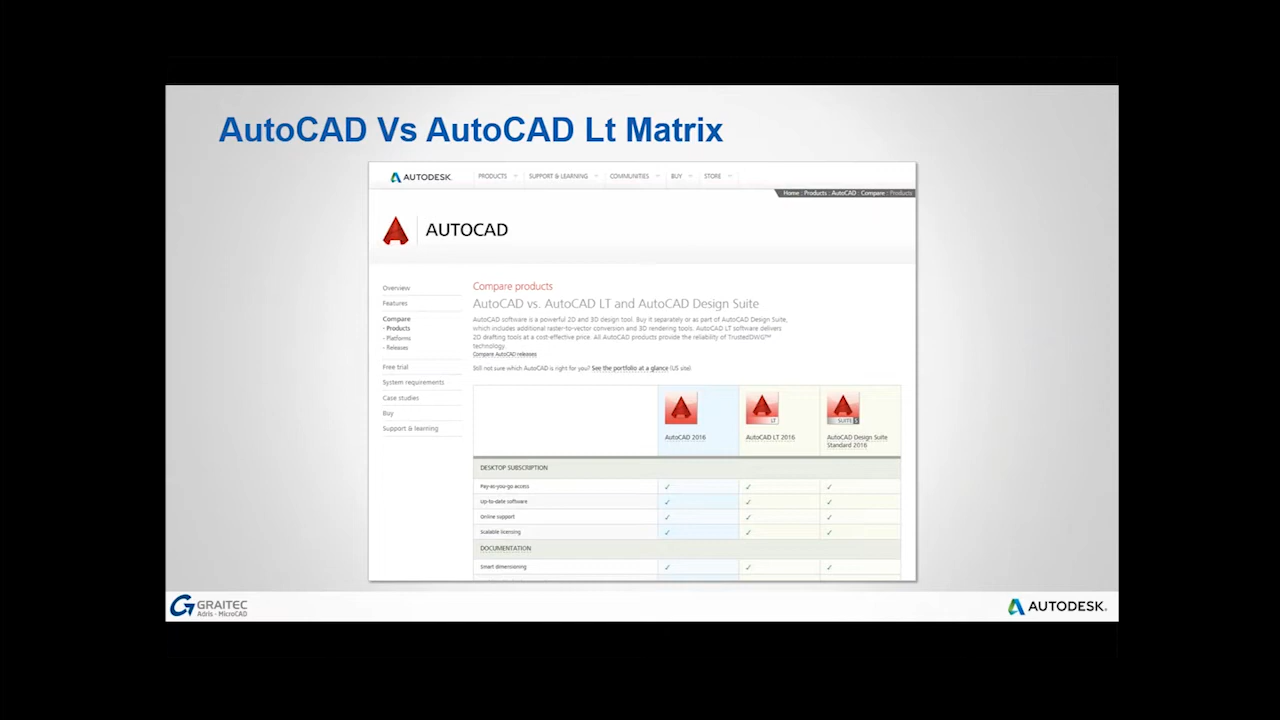 AutoCAD Vs AutoCAD Lt Matrix
AUTODESK.
PRODUCTS
SUPPORT & LEARNING
COMMUNITIES
BUY
STORE
Home : Products : AutoCAD : Compare : Products
AUTOCAD
Overview
Features
Compare
- Products
- Platforms
- Releases
Free trial
System requirements
Case studies
Buy
Support & learning
Compare products
AutoCAD vs. AutoCAD LT and AutoCAD Design Suite
AutoCAD software is a powerful 2D and 3D design tool. Buy it separately or as part of AutoCAD Design Suite,
which includes additional raster-to-vector conversion and 3D rendering tools. AutoCAD LT software delivers
2D drafting tools at a cost-effective price. All AutoCAD products provide the reliability of TrustedDWG™
technology.
Compare AutoCAD releases
Still not sure which AutoCAD is right for you? See the portfolio at a glance (US site).
LT
SUITE S
AutoCAD 2016
AutoCAD LT 2016
AutoCAD Design Suite
Standard 2016
DESKTOP SUBSCRIPTION
Pay-as-you-go access ✓ ✓ ✓
Up-to-date software ✓ ✓ ✓
Online support ✓ ✓ ✓
Scalable licensing ✓ ✓ ✓
DOCUMENTATION
Smart dimensioning ✓ ✓ ✓
GRAITEC
Adris - MicroCAD
AUTODESK®